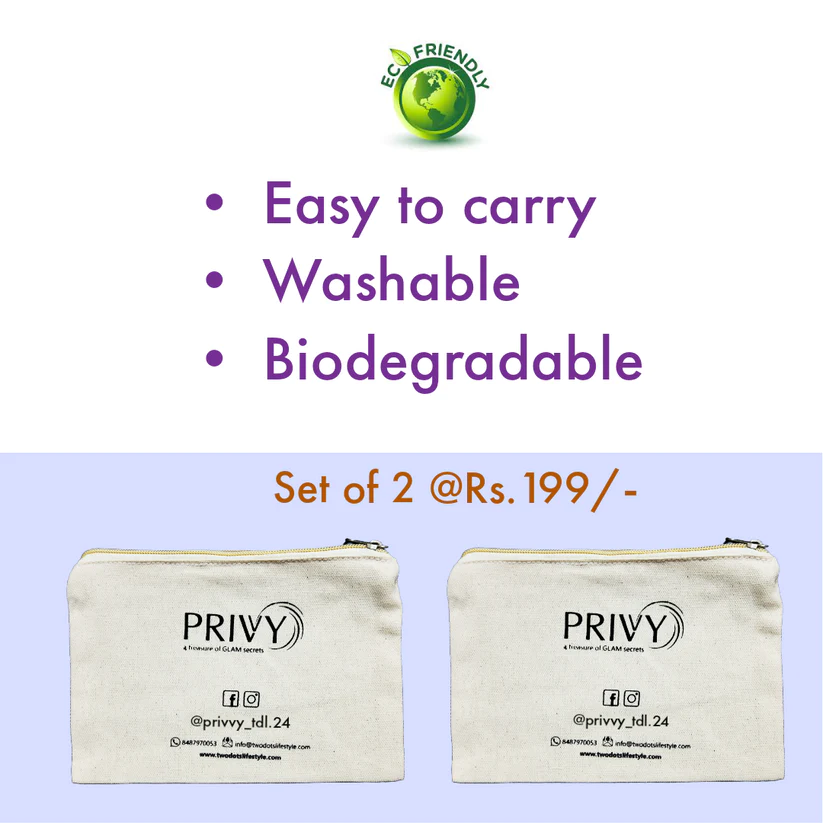 ECO FRIENDLY
• Easy to carry
• Washable
• Biodegradable
Set of 2 @Rs.199/-
PRIVY
A treasure of GLAM secrets
@privvy_tdl.24
8487970053 info@twodotslifestyle.com
www.twodotslifestyle.com
PRIVY
A treasure of GLAM secrets
@privvy_tdl.24
8487970053 info@twodotslifestyle.com
www.twodotslifestyle.com